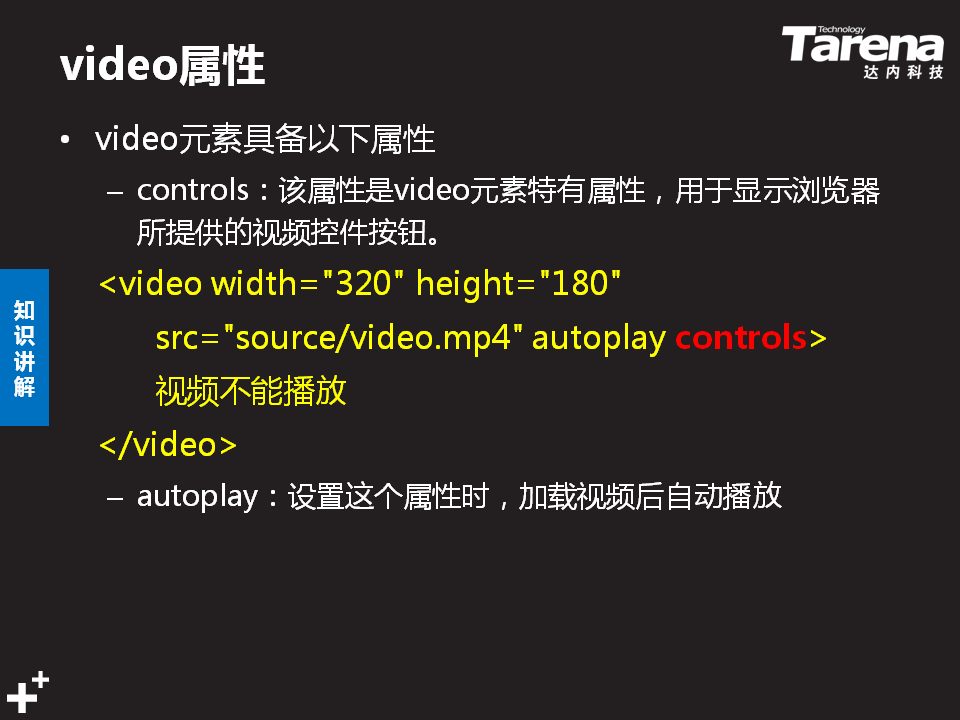 video属性
Technology
Tarena
达内科技
• video元素具备以下属性
– controls：该属性是video元素特有属性，用于显示浏览器
所提供的视频控件按钮。
<video width="320" height="180"
src="source/video.mp4" autoplay controls>
视频不能播放
</video>
– autoplay：设置这个属性时，加载视频后自动播放
知
识
讲
解